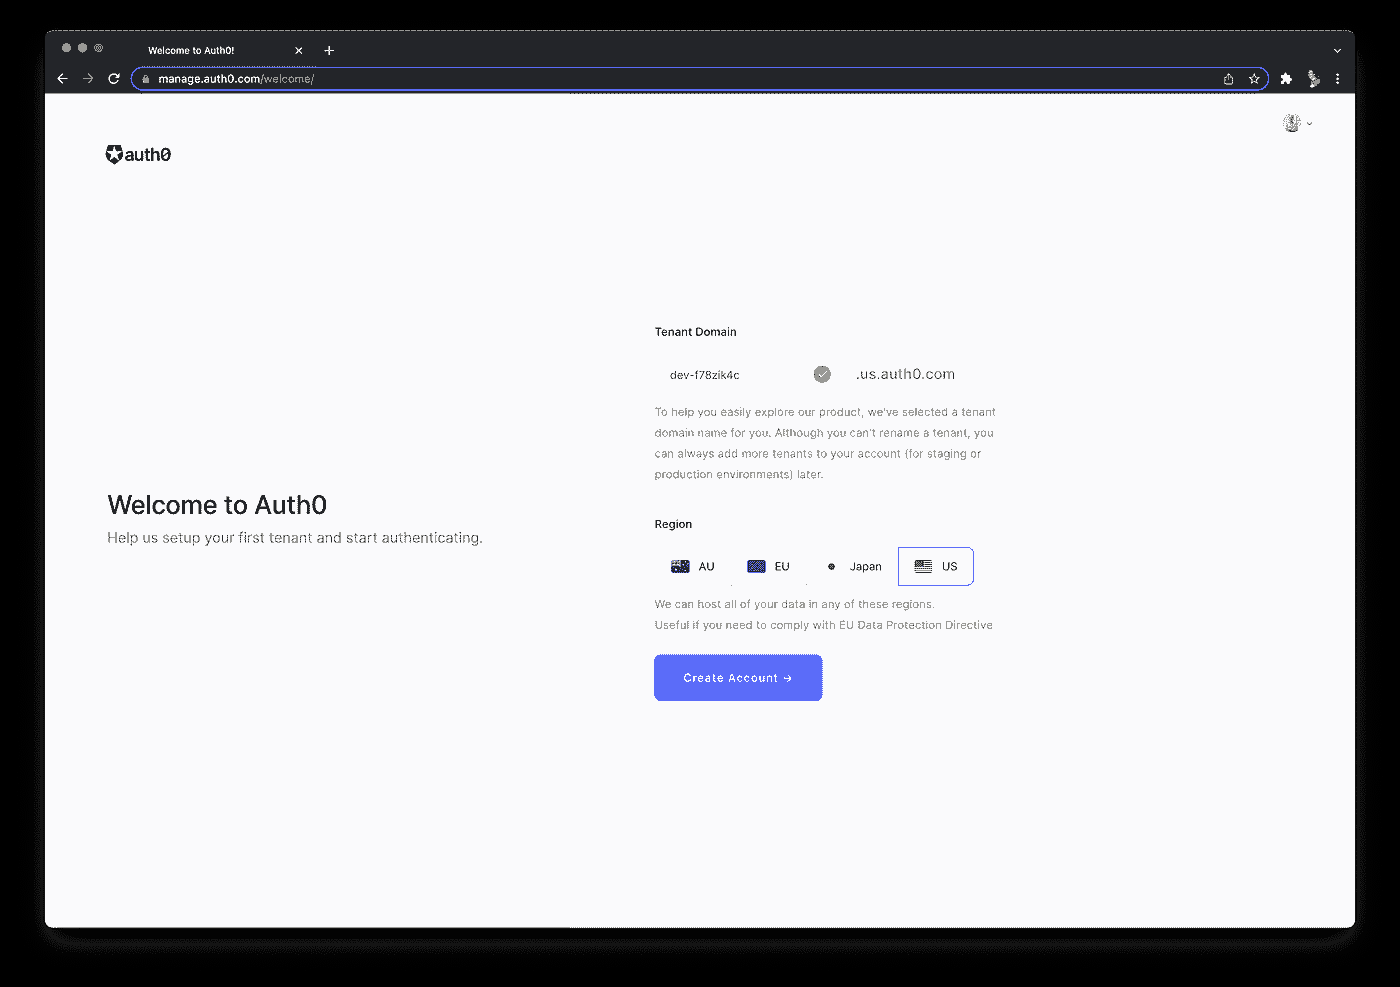 Welcome to Auth0!
manage.auth0.com/welcome/
auth0
Welcome to Auth0
Help us setup your first tenant and start authenticating.
Tenant Domain
dev-f78zik4c .us.auth0.com
To help you easily explore our product, we've selected a tenant
domain name for you. Although you can't rename a tenant, you
can always add more tenants to your account (for staging or
production environments) later.
Region
AU EU Japan US
We can host all of your data in any of these regions.
Useful if you need to comply with EU Data Protection Directive
Create Account →